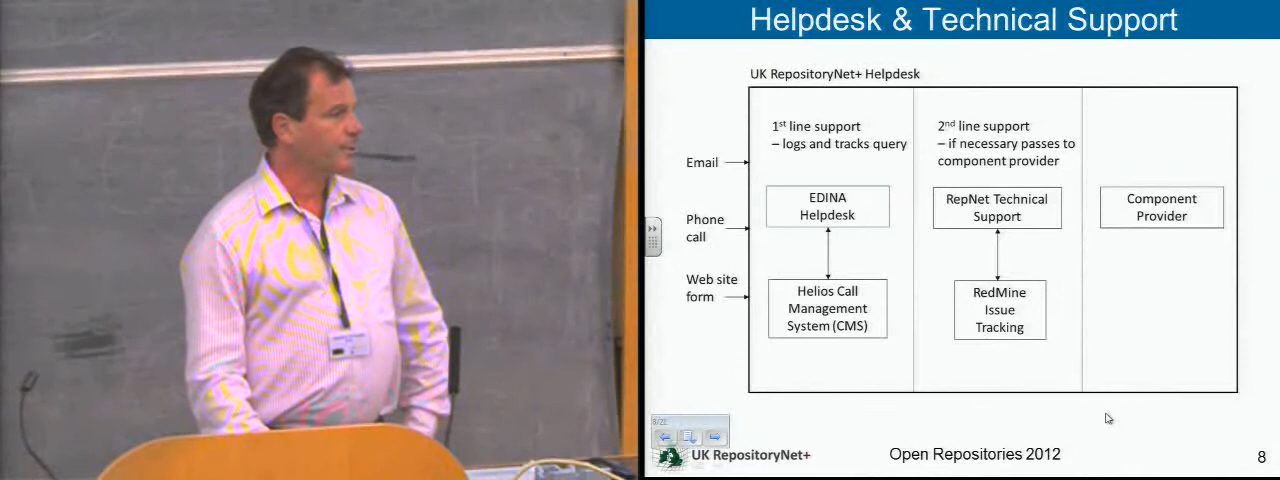 Helpdesk & Technical Support
UK RepositoryNet+ Helpdesk
1st line support
– logs and tracks query
2nd line support
– if necessary passes to
component provider
Email
Phone
call
Web site
form
EDINA
Helpdesk
RepNet Technical
Support
Component
Provider
Helios Call
Management
System (CMS)
RedMine
Issue
Tracking
8/22
UK RepositoryNet+
Open Repositories 2012
8